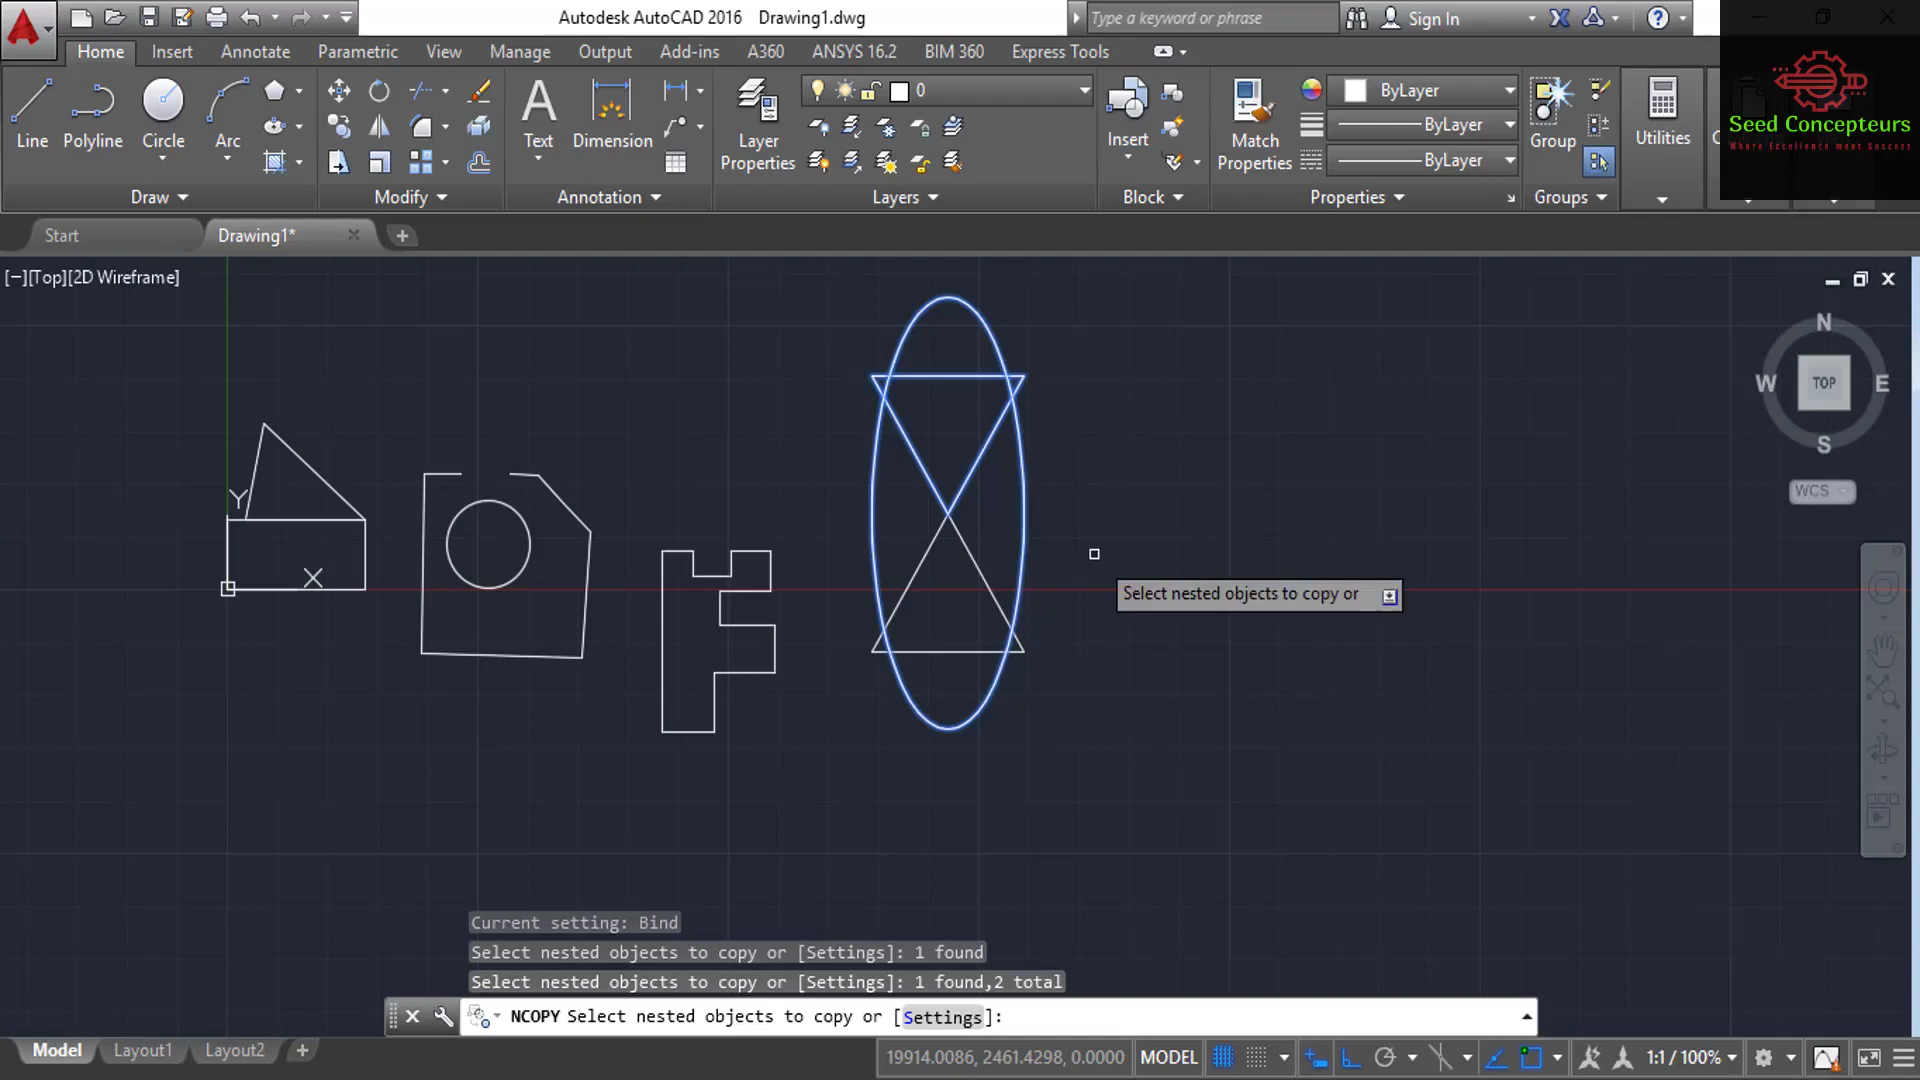 Autodesk AutoCAD 2016 Drawing1.dwg
Type a keyword or phrase
Sign In
Home Insert Annotate Parametric View Manage Output Add-ins A360 ANSYS 16.2 BIM 360 Express Tools
Seed Concepteurs
Where Excellence meet Success
Line Polyline Circle Arc
Text Dimension
Layer Properties
0
Insert
Match Properties
ByLayer
ByLayer
ByLayer
Group
Utilities
Draw Modify Annotation Layers Block Properties Groups
Start Drawing1*
[−][Top][2D Wireframe]
N
W TOP E
S
WCS
Y
X
Select nested objects to copy or
Current setting: Bind
Select nested objects to copy or [Settings]: 1 found
Select nested objects to copy or [Settings]: 1 found,2 total
NCOPY Select nested objects to copy or [Settings]:
Model Layout1 Layout2
19914.0086, 2461.4298, 0.0000 MODEL 1:1 / 100%